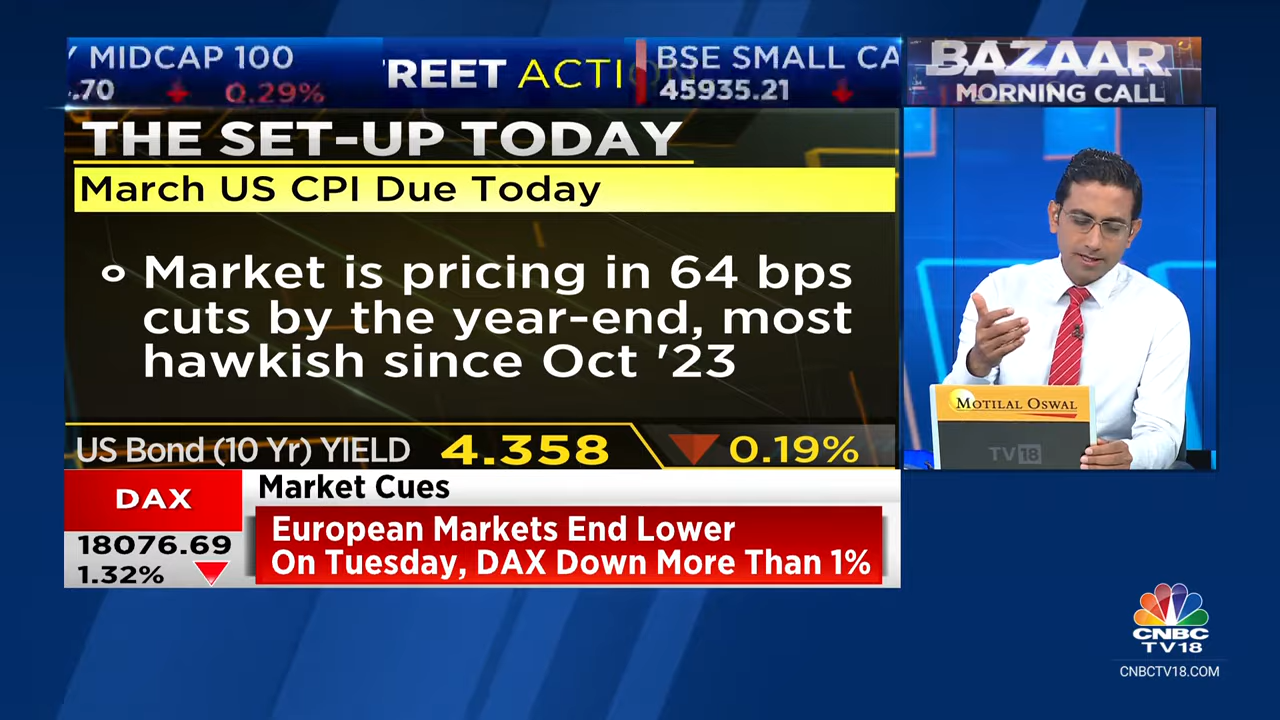 Y MIDCAP 100
.70 0.29%
REET ACTI
BSE SMALL CA
45935.21
BAZAAR
MORNING CALL
THE SET-UP TODAY
March US CPI Due Today
Market is pricing in 64 bps
cuts by the year-end, most
hawkish since Oct '23
US Bond (10 Yr) YIELD 4.358 0.19%
MOTILAL OSWAL
TV18
DAX
18076.69
1.32%
Market Cues
European Markets End Lower
On Tuesday, DAX Down More Than 1%
CNBC
TV18
CNBCTV18.COM